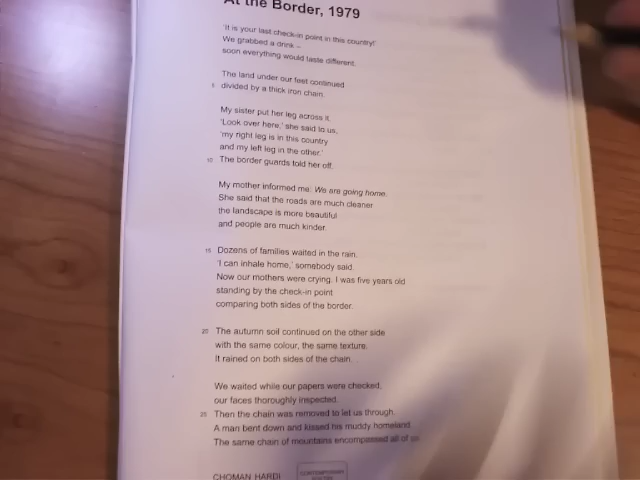 At the Border, 1979
'It is your last check-in point in this country!'
We grabbed a drink –
soon everything would taste different.
The land under our feet continued
5 divided by a thick iron chain.
My sister put her leg across it.
'Look over here,' she said to us,
'my right leg is in this country
and my left leg in the other.'
10 The border guards told her off.
My mother informed me: We are going home.
She said that the roads are much cleaner
the landscape is more beautiful
and people are much kinder.
15 Dozens of families waited in the rain.
'I can inhale home,' somebody said.
Now our mothers were crying. I was five years old
standing by the check-in point
comparing both sides of the border.
20 The autumn soil continued on the other side
with the same colour, the same texture.
It rained on both sides of the chain.
We waited while our papers were checked,
our faces thoroughly inspected.
25 Then the chain was removed to let us through.
A man bent down and kissed his muddy homeland.
The same chain of mountains encompassed all of us.
CHOMAN HARDI
CONTEMPORARY